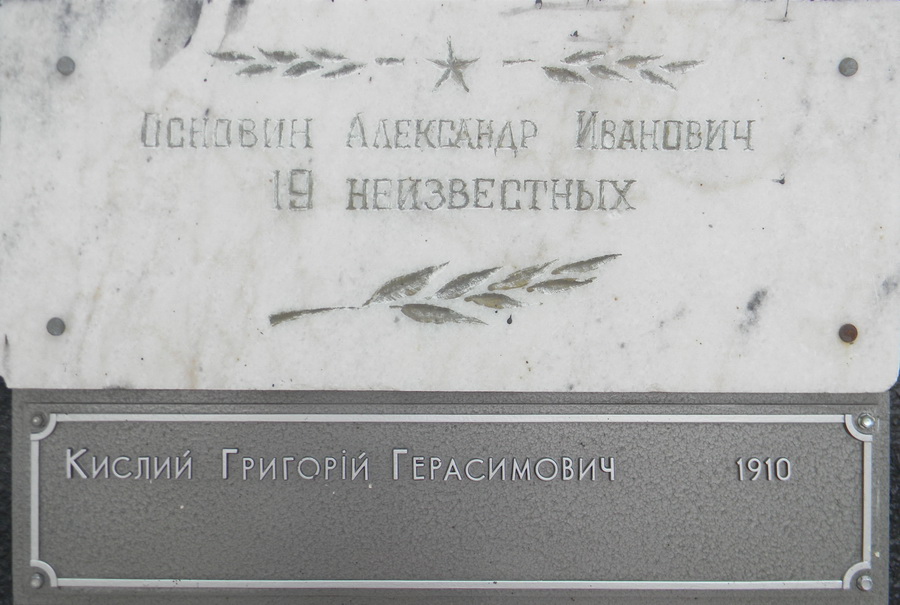 Основин Александр Иванович
19 неизвестных
Кислий Григорій Герасимович 1910